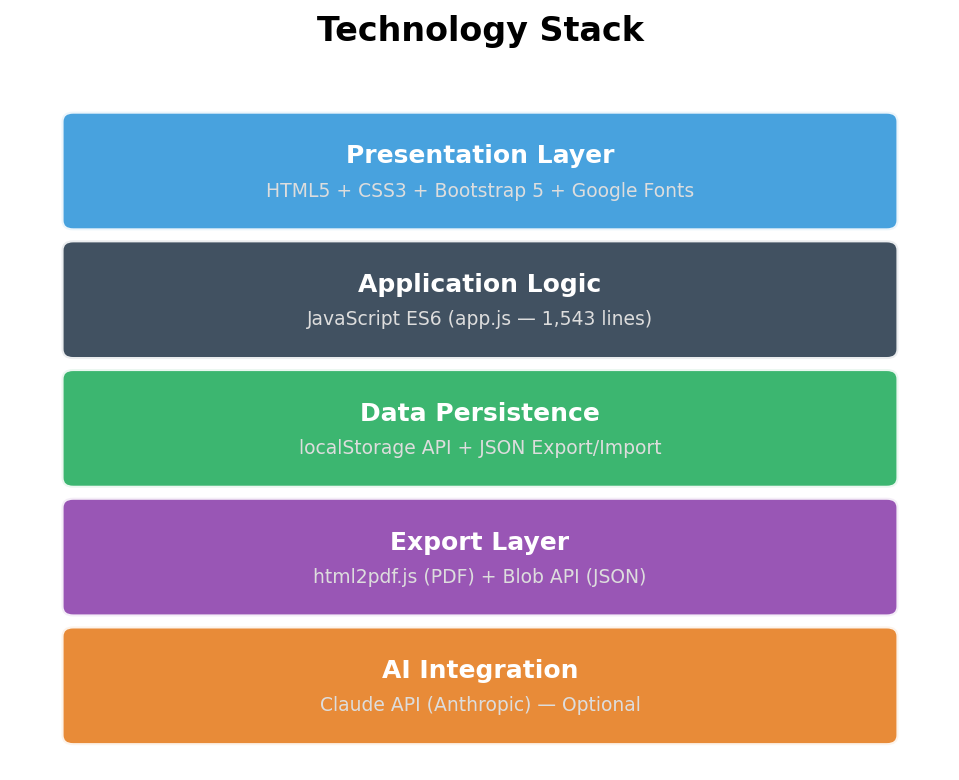 Technology Stack
Presentation Layer
HTML5 + CSS3 + Bootstrap 5 + Google Fonts
Application Logic
JavaScript ES6 (app.js — 1,543 lines)
Data Persistence
localStorage API + JSON Export/Import
Export Layer
html2pdf.js (PDF) + Blob API (JSON)
AI Integration
Claude API (Anthropic) — Optional